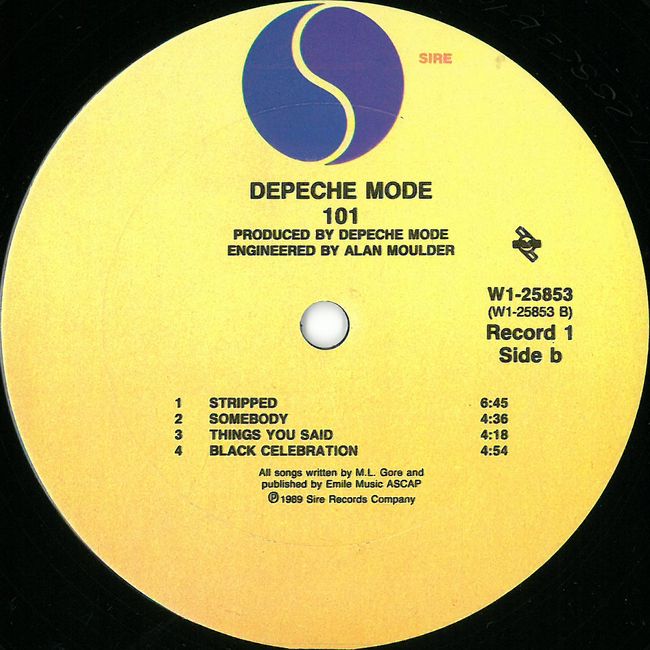 SIRE
DEPECHE MODE
101
PRODUCED BY DEPECHE MODE
ENGINEERED BY ALAN MOULDER
W1-25853
(W1-25853 B)
Record 1
Side b
1 STRIPPED 6:45
2 SOMEBODY 4:36
3 THINGS YOU SAID 4:18
4 BLACK CELEBRATION 4:54
All songs written by M.L. Gore and
published by Emile Music ASCAP
℗1989 Sire Records Company